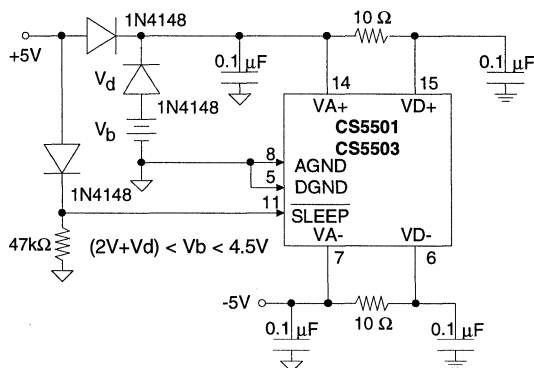 1N4148
10 Ω
+5V
0.1 µF
0.1 µF
Vd
14
15
1N4148
VA+
VD+
Vb
CS5501
CS5503
8
AGND
5
DGND
1N4148
11
SLEEP
47kΩ
(2V+Vd) < Vb < 4.5V
VA-
VD-
7
6
-5V
0.1 µF
10 Ω
0.1 µF